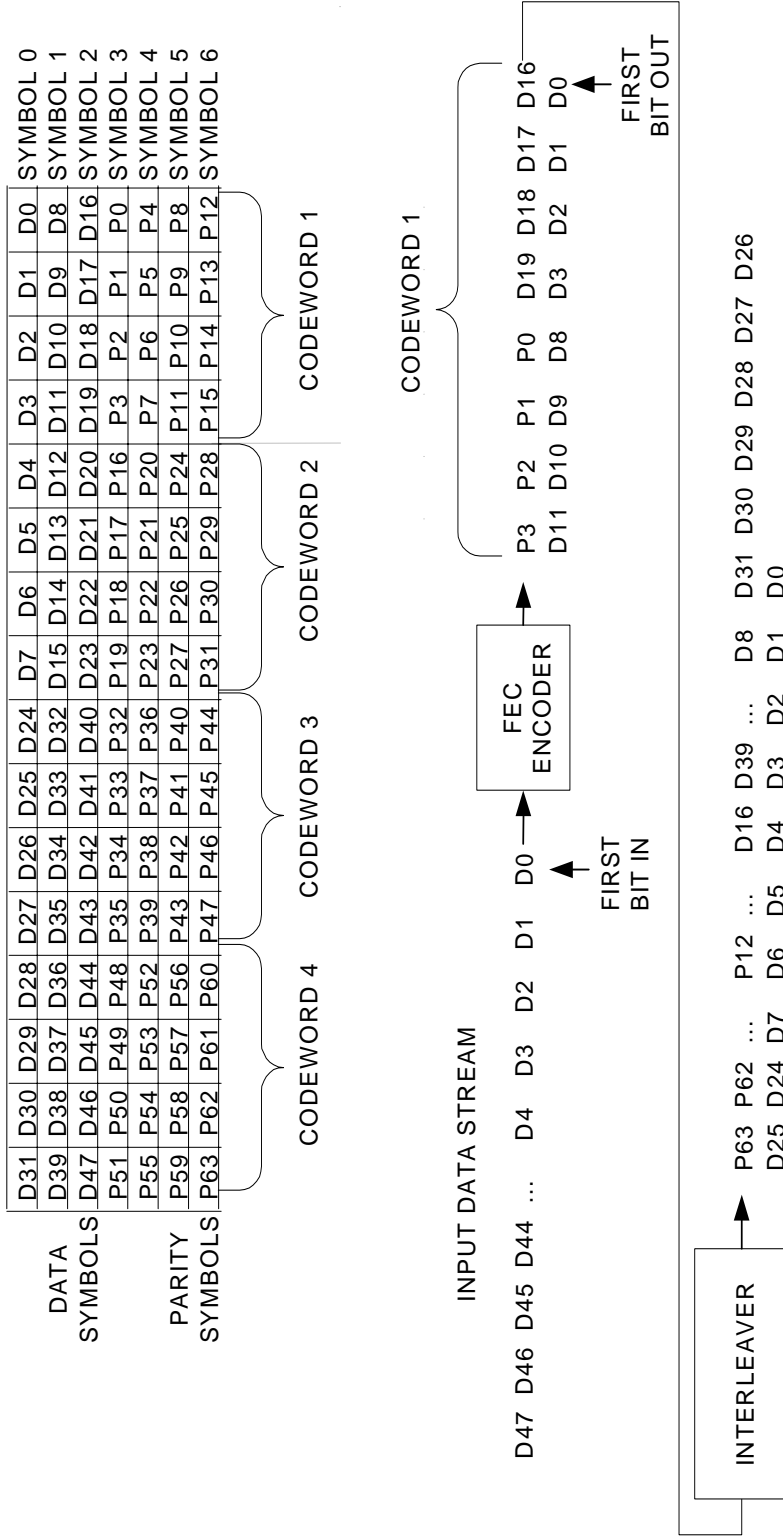 D31 D30 D29 D28 D27 D26 D25 D24 D7 D6 D5 D4 D3 D2 D1 D0 SYMBOL 0
DATA D39 D38 D37 D36 D35 D34 D33 D32 D15 D14 D13 D12 D11 D10 D9 D8 SYMBOL 1
SYMBOLS D47 D46 D45 D44 D43 D42 D41 D40 D23 D22 D21 D20 D19 D18 D17 D16 SYMBOL 2
P51 P50 P49 P48 P35 P34 P33 P32 P19 P18 P17 P16 P3 P2 P1 P0 SYMBOL 3
P55 P54 P53 P52 P39 P38 P37 P36 P23 P22 P21 P20 P7 P6 P5 P4 SYMBOL 4
PARITY P59 P58 P57 P56 P43 P42 P41 P40 P27 P26 P25 P24 P11 P10 P9 P8 SYMBOL 5
SYMBOLS P63 P62 P61 P60 P47 P46 P45 P44 P31 P30 P29 P28 P15 P14 P13 P12 SYMBOL 6
CODEWORD 4 CODEWORD 3 CODEWORD 2 CODEWORD 1
CODEWORD 1
INPUT DATA STREAM
D47 D46 D45 D44 ... D4 D3 D2 D1 D0
FIRST
BIT IN
FEC
ENCODER
P3 P2 P1 P0 D19 D18 D17 D16
D11 D10 D9 D8 D3 D2 D1 D0
FIRST
BIT OUT
INTERLEAVER
P63 P62 ... P12 ... D16 D39 ... D8 D31 D30 D29 D28 D27 D26
D25 D24 D7 D6 D5 D4 D3 D2 D1 D0